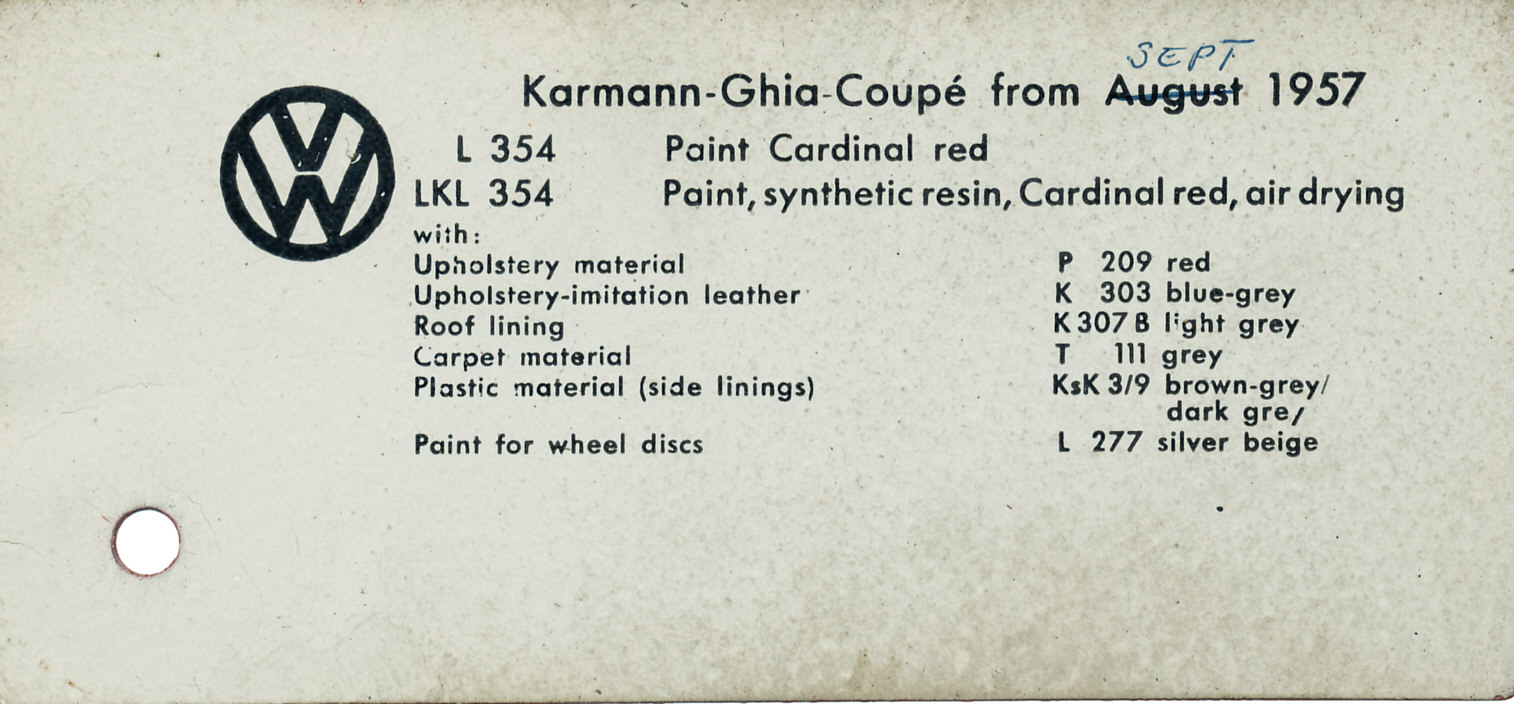 SEPT
Karmann-Ghia-Coupé from August 1957
L 354 Paint Cardinal red
LKL 354 Paint, synthetic resin, Cardinal red, air drying
with:
Upholstery material P 209 red
Upholstery-imitation leather K 303 blue-grey
Roof lining K 307 B light grey
Carpet material T 111 grey
Plastic material (side linings) KsK 3/9 brown-grey/
dark grey
Paint for wheel discs L 277 silver beige
VW